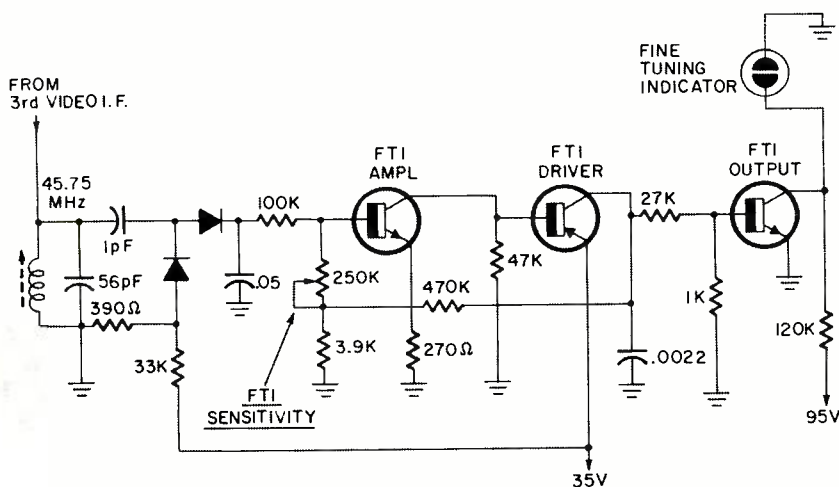 FROM
3rd VIDEO I.F.
45.75
MHz
1pF
56pF
390Ω
33K
.05
100K
250K
3.9K
FTI
SENSITIVITY
FTI
AMPL
270Ω
470K
47K
FTI
DRIVER
35V
.0022
27K
1K
FTI
OUTPUT
FINE
TUNING
INDICATOR
120K
95V